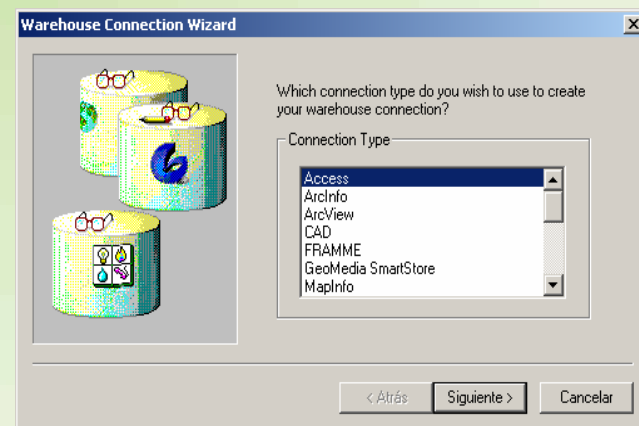 Warehouse Connection Wizard
Which connection type do you wish to use to create
your warehouse connection?
Connection Type
Access
ArcInfo
ArcView
CAD
FRAMME
GeoMedia SmartStore
MapInfo
< Atrás
Siguiente >
Cancelar